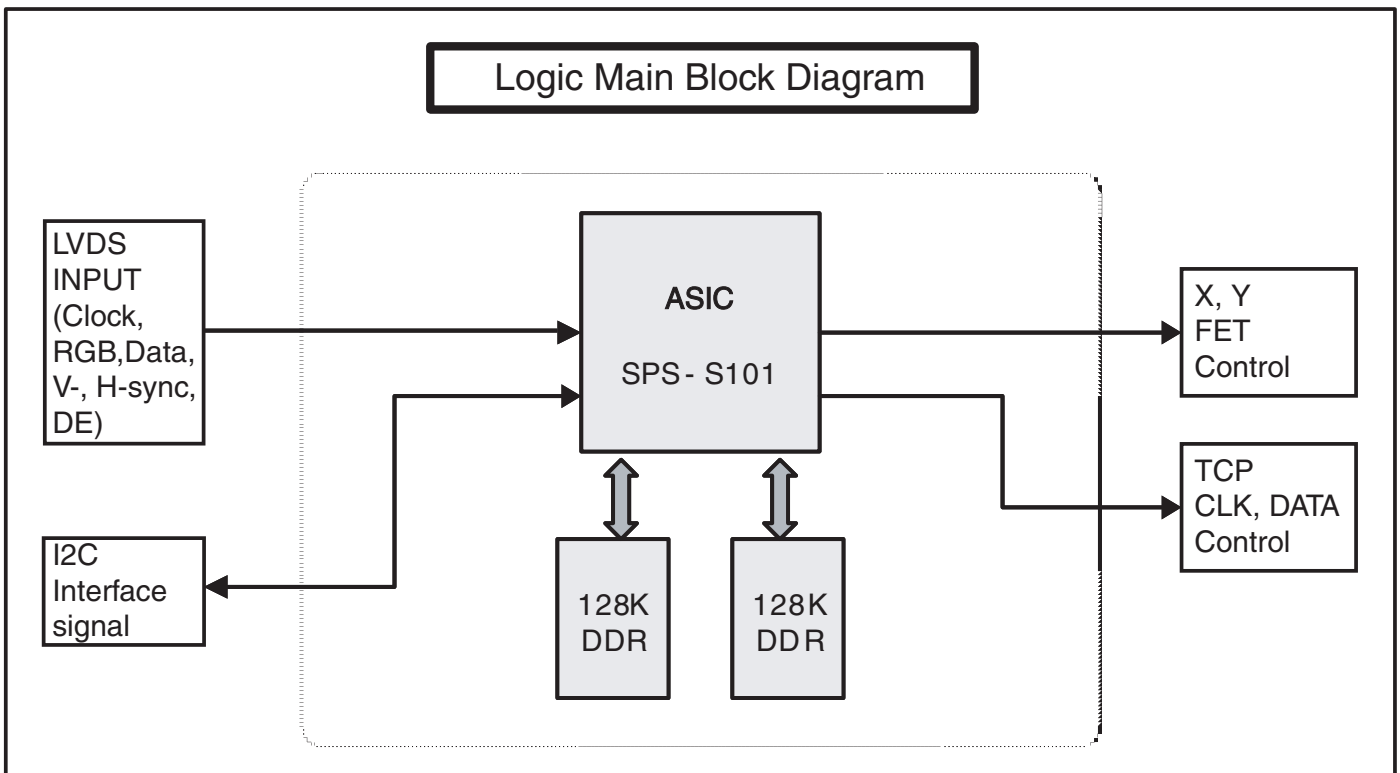 Logic Main Block Diagram
LVDS
INPUT
(Clock,
RGB,Data,
V-, H-sync,
DE)
I2C
Interface
signal
ASIC
SPS - S101
128K
DDR
128K
DDR
X, Y
FET
Control
TCP
CLK, DATA
Control